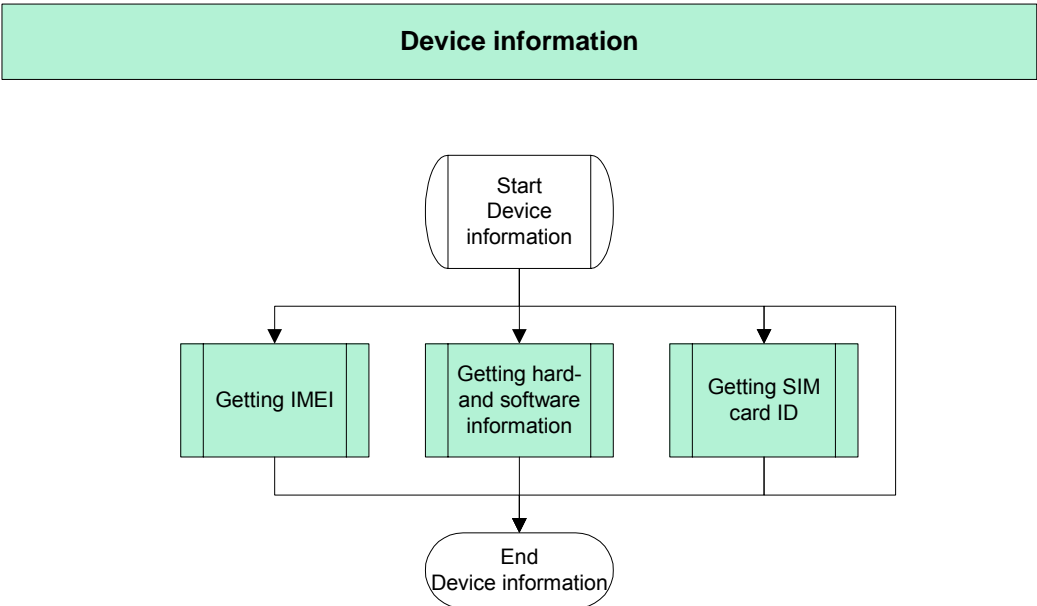 Device information
Start
Device
information
Getting IMEI
Getting hard-
and software
information
Getting SIM
card ID
End
Device information